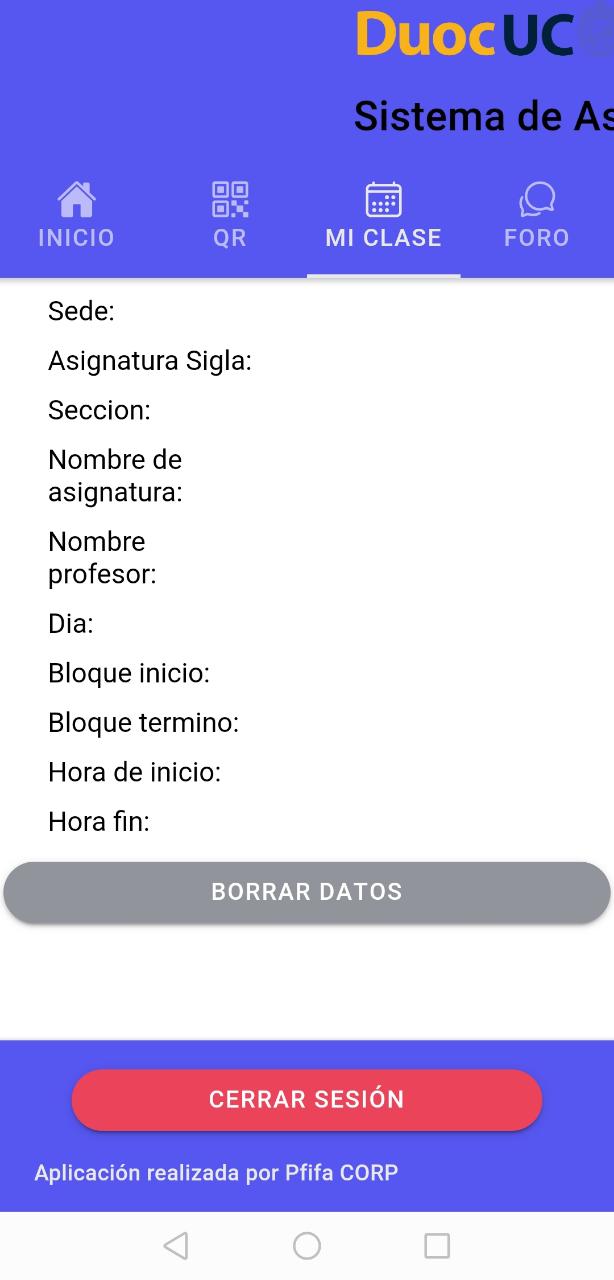 DuocUC
Sistema de As
INICIO
QR
MI CLASE
FORO
Sede:
Asignatura Sigla:
Seccion:
Nombre de
asignatura:
Nombre
profesor:
Dia:
Bloque inicio:
Bloque termino:
Hora de inicio:
Hora fin:
BORRAR DATOS
CERRAR SESIÓN
Aplicación realizada por Pfifa CORP